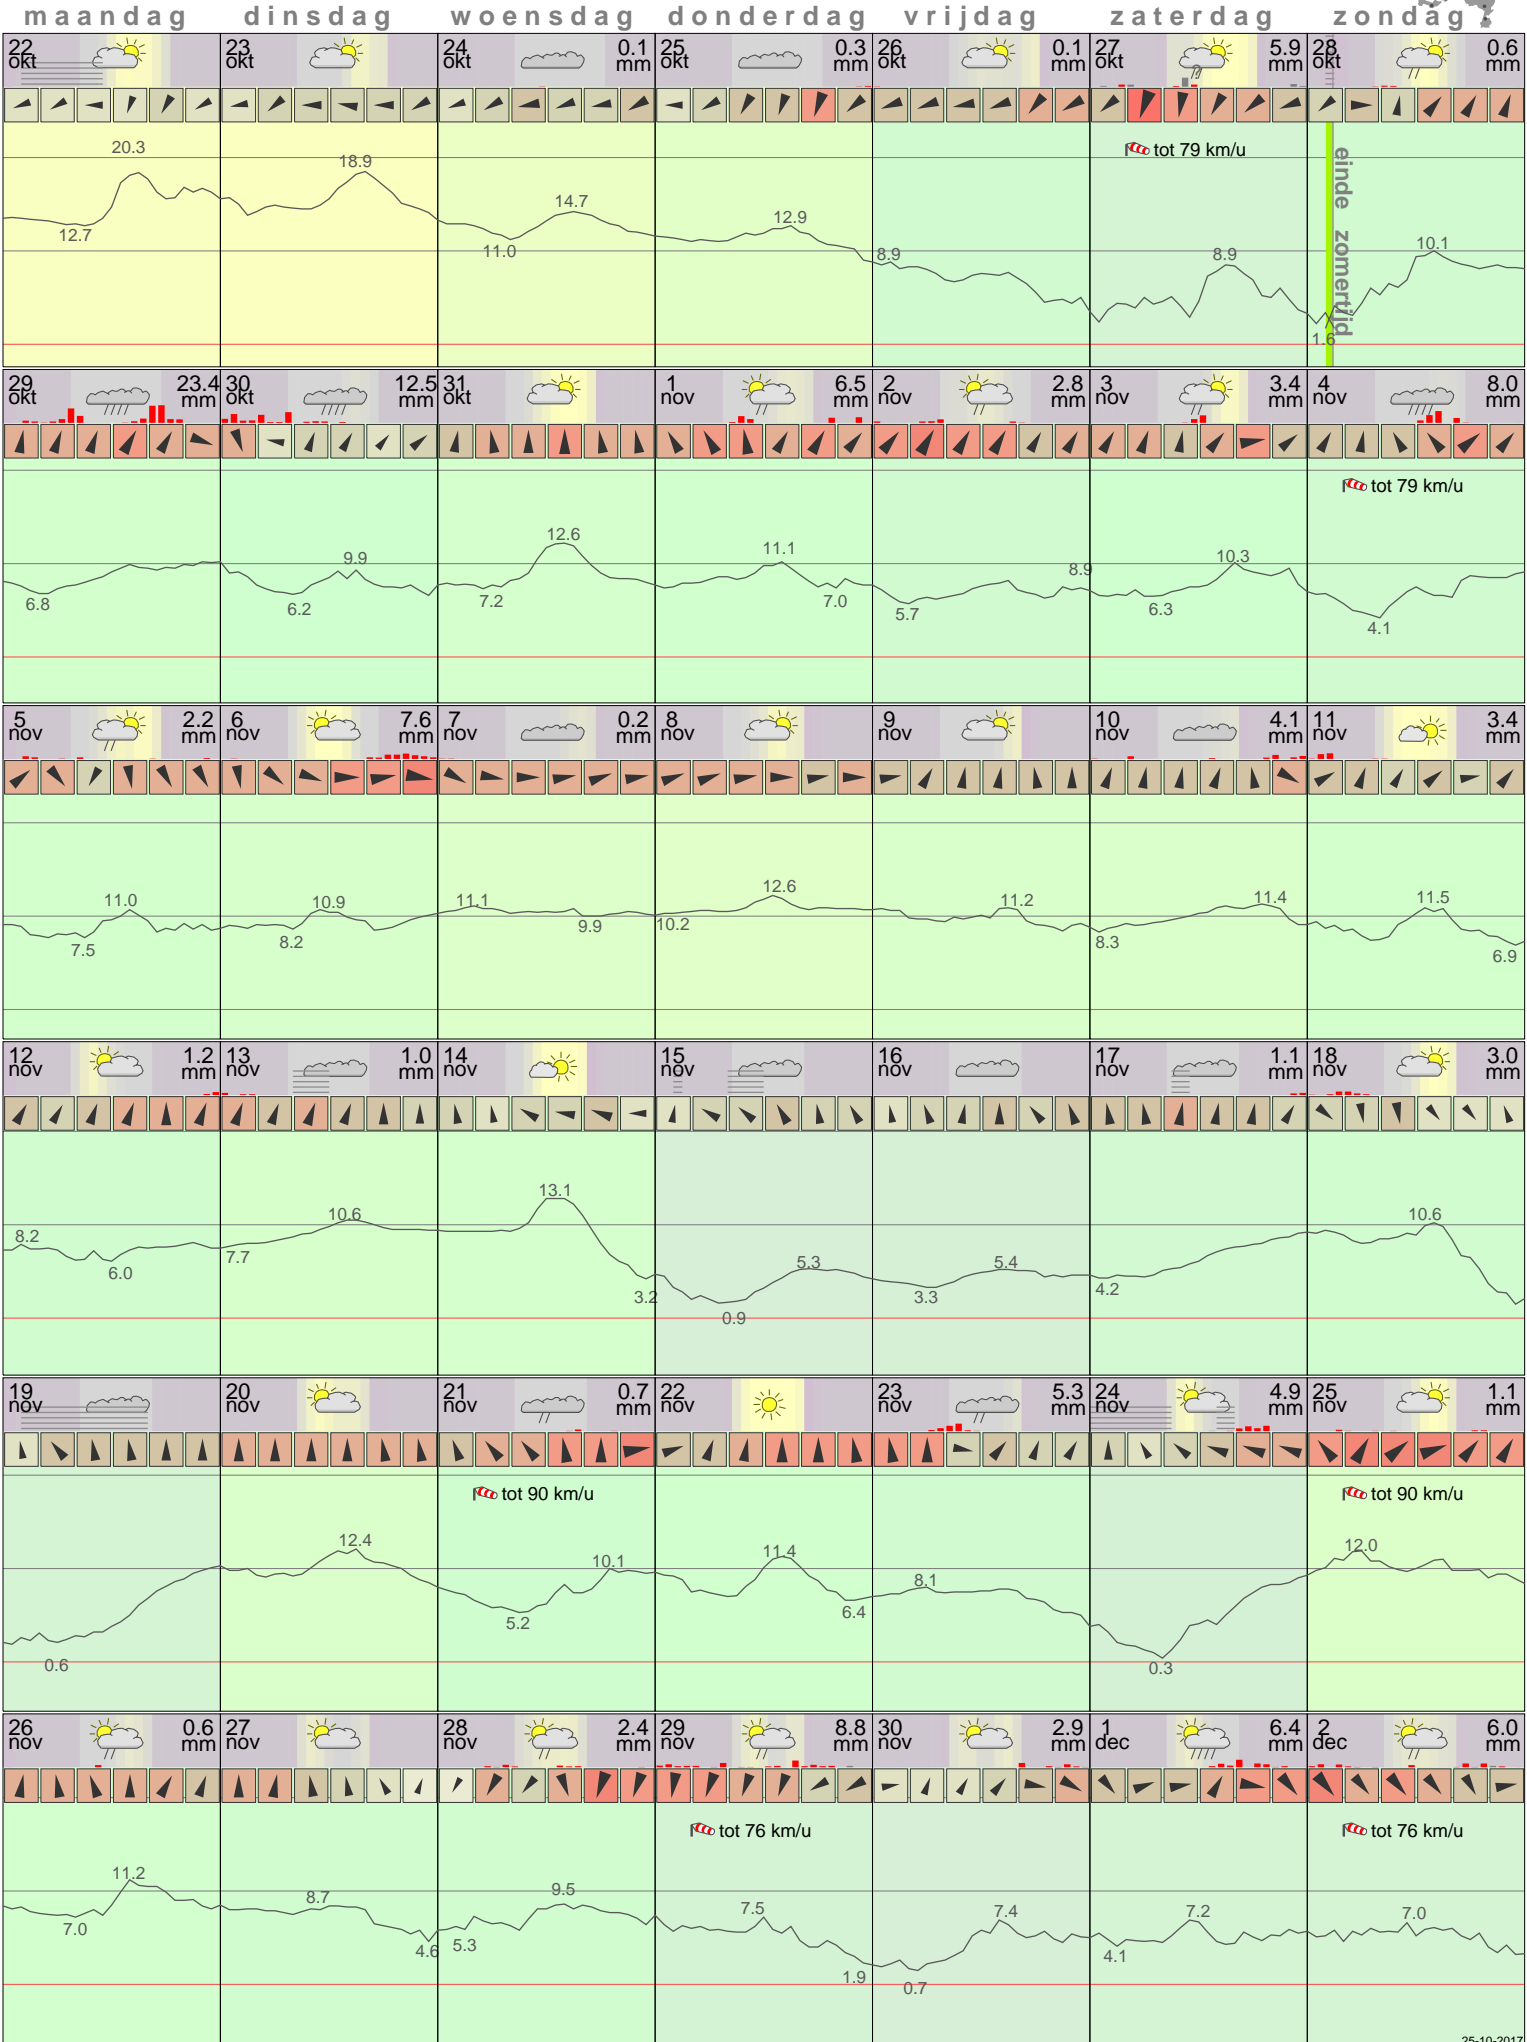 maandag dinsdag woensdag donderdag vrijdag zaterdag zondag
22 okt
23 okt
24 okt 0.1 mm
25 okt 0.3 mm
26 okt 0.1 mm
27 okt 5.9 mm
28 okt 0.6 mm
tot 79 km/u
einde zomertijd
20.3
12.7
18.9
14.7
11.0
12.9
8.9
8.9
10.1
1.6
29 okt 23.4 mm
30 okt 12.5 mm
31 okt
1 nov 6.5 mm
2 nov 2.8 mm
3 nov 3.4 mm
4 nov 8.0 mm
tot 79 km/u
6.8
9.9
6.2
12.6
7.2
11.1
7.0
5.7
8.9
10.3
6.3
4.1
5 nov 2.2 mm
6 nov 7.6 mm
7 nov 0.2 mm
8 nov
9 nov
10 nov 4.1 mm
11 nov 3.4 mm
11.0
7.5
10.9
8.2
11.1
9.9
12.6
10.2
11.2
11.4
8.3
11.5
6.9
12 nov 1.2 mm
13 nov 1.0 mm
14 nov
15 nov
16 nov
17 nov 1.1 mm
18 nov 3.0 mm
8.2
6.0
10.6
7.7
13.1
3.2
5.3
0.9
5.4
3.3
4.2
10.6
19 nov
20 nov
21 nov 0.7 mm
22 nov
23 nov 5.3 mm
24 nov 4.9 mm
25 nov 1.1 mm
tot 90 km/u
tot 90 km/u
0.6
12.4
10.1
5.2
11.4
6.4
8.1
0.3
12.0
26 nov 0.6 mm
27 nov
28 nov 2.4 mm
29 nov 8.8 mm
30 nov 2.9 mm
1 dec 6.4 mm
2 dec 6.0 mm
tot 76 km/u
tot 76 km/u
11.2
7.0
8.7
4.6
9.5
5.3
7.5
1.9
7.4
0.7
7.2
4.1
7.0
25-10-2017